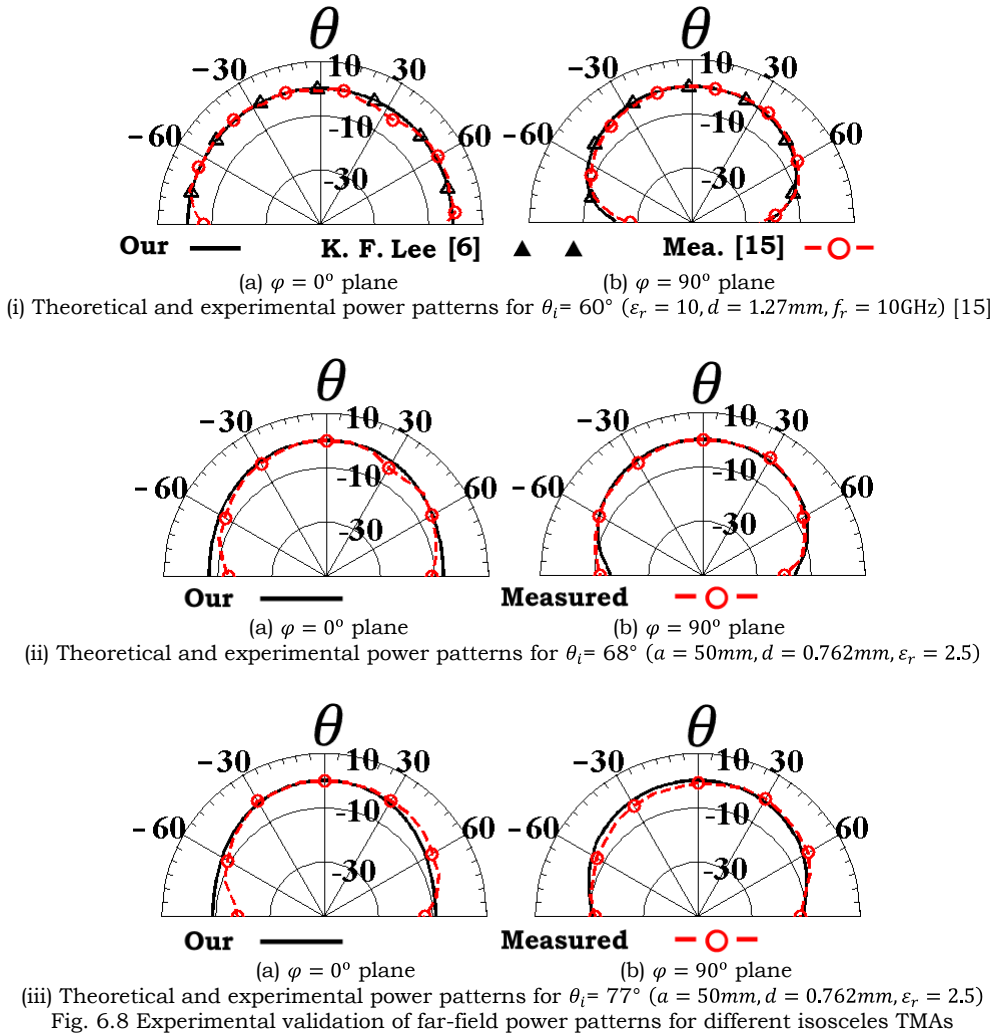 θ θ
-30 10 30 -30 10 30
-60 -10 60 -60 -10 60
-30 -30
Our K. F. Lee [6] Mea. [15]
(a) φ = 0° plane (b) φ = 90° plane
(i) Theoretical and experimental power patterns for θᵢ= 60° (εᵣ = 10, d = 1.27mm, fᵣ = 10GHz) [15]
θ θ
-30 10 30 -30 10 30
-60 -10 60 -60 -10 60
-30 -30
Our Measured
(a) φ = 0° plane (b) φ = 90° plane
(ii) Theoretical and experimental power patterns for θᵢ= 68° (a = 50mm, d = 0.762mm, εᵣ = 2.5)
θ θ
-30 10 30 -30 10 30
-60 -10 60 -60 -10 60
-30 -30
Our Measured
(a) φ = 0° plane (b) φ = 90° plane
(iii) Theoretical and experimental power patterns for θᵢ= 77° (a = 50mm, d = 0.762mm, εᵣ = 2.5)
Fig. 6.8 Experimental validation of far-field power patterns for different isosceles TMAs